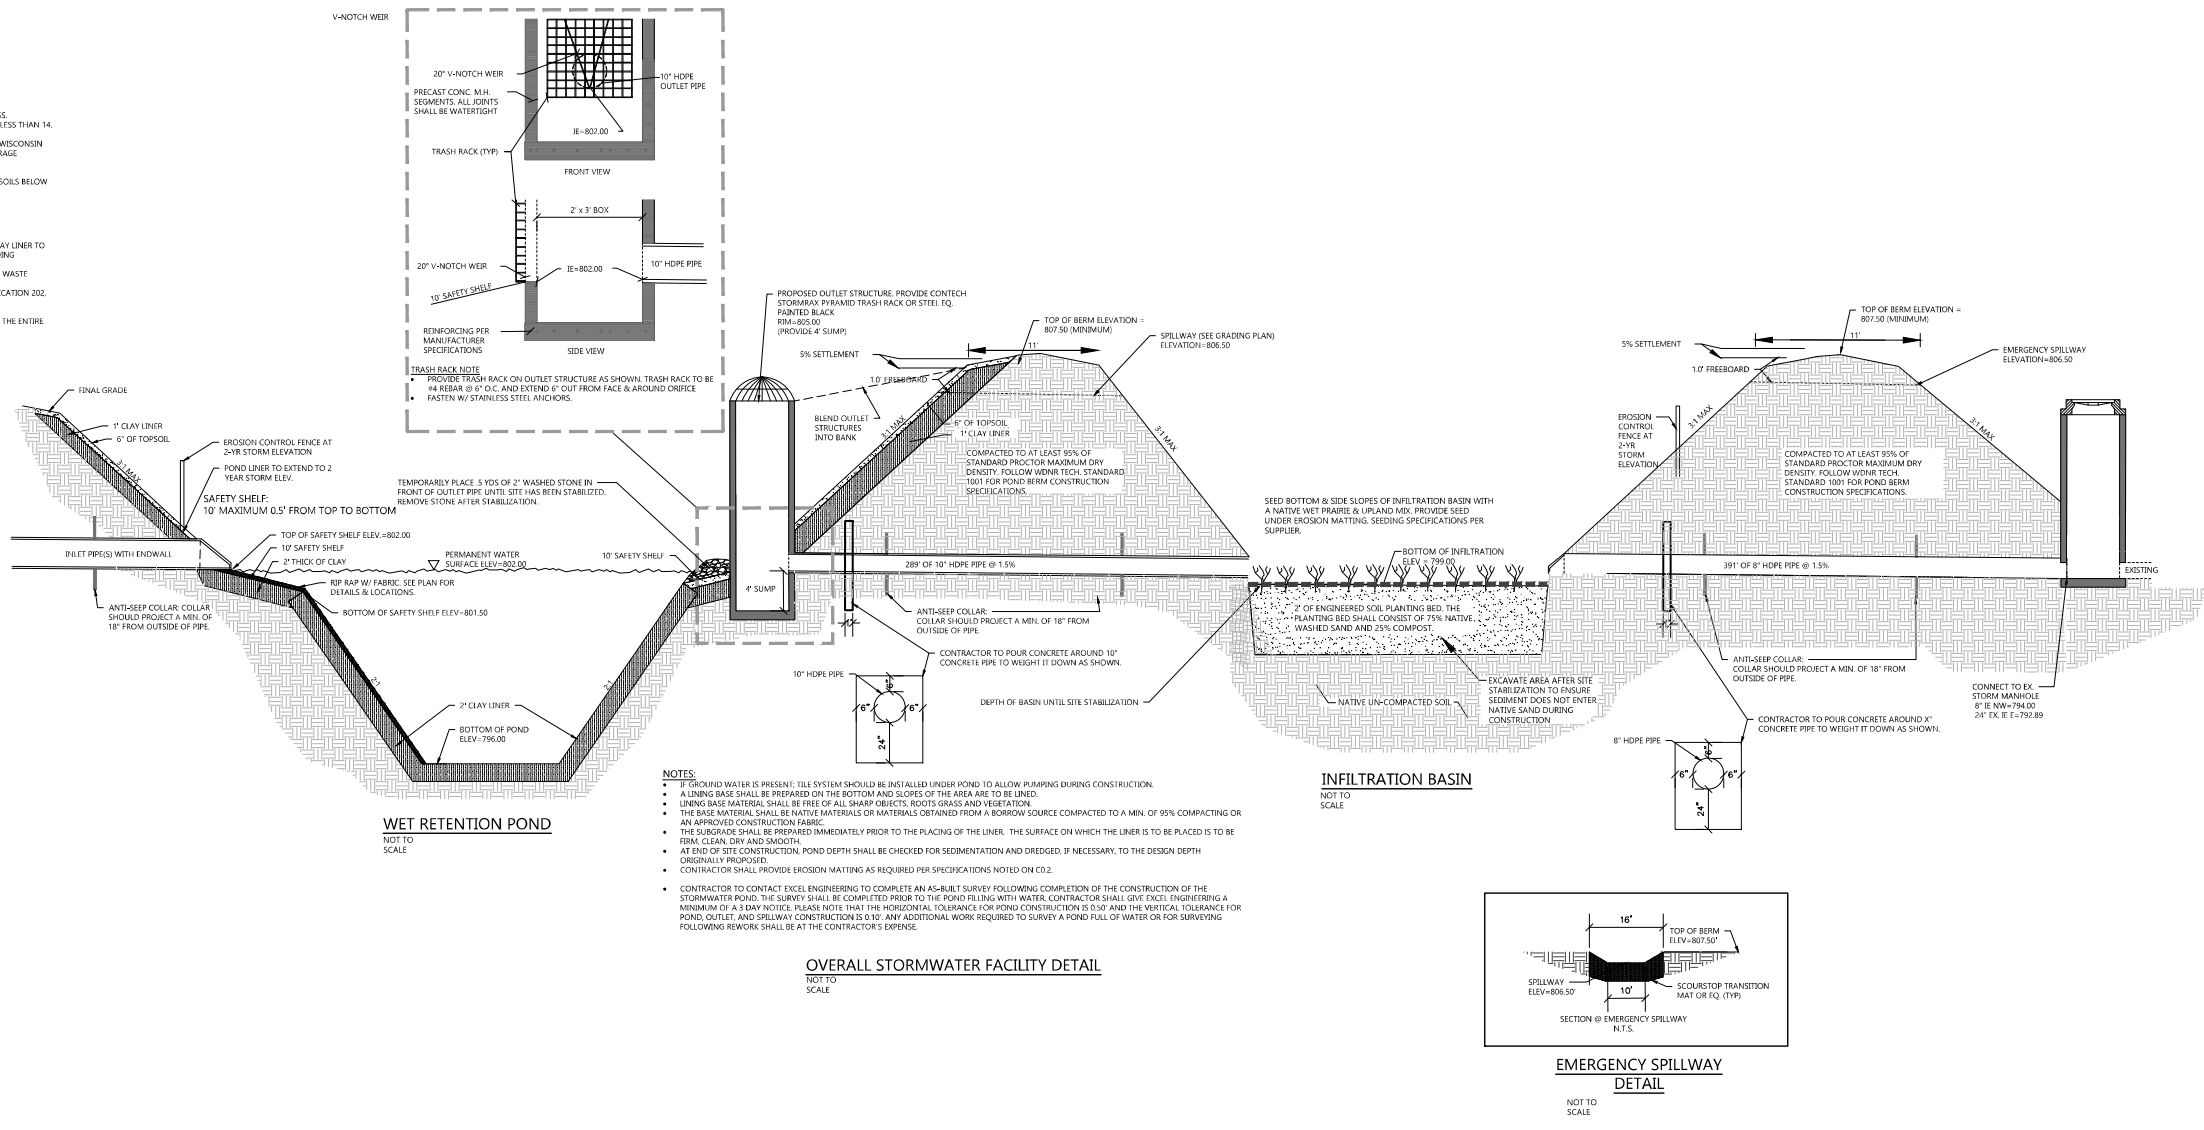 V-NOTCH WEIR
20° V-NOTCH WEIR
10" HDPE
OUTLET PIPE
PRECAST CONC. M.H.
SEGMENTS. ALL JOINTS
SHALL BE WATERTIGHT
IE=802.00
TRASH RACK (TYP)
FRONT VIEW
2' x 3' BOX
20° V-NOTCH WEIR
IE=802.00
10" HDPE PIPE
10' SAFETY SHELF
REINFORCING PER
MANUFACTURER
SPECIFICATIONS
SIDE VIEW
TRASH RACK NOTE
• PROVIDE TRASH RACK ON OUTLET STRUCTURE AS SHOWN. TRASH RACK TO BE
#4 REBAR @ 6" O.C. AND EXTEND 6" OUT FROM FACE & AROUND ORIFICE
• FASTEN W/ STAINLESS STEEL ANCHORS.
LESS THAN 14.
WISCONSIN
RAGE
SOILS BELOW
AY LINER TO
DING
WASTE
ICATION 202,
THE ENTIRE
FINAL GRADE
1' CLAY LINER
6" OF TOPSOIL
3:1 MAX
EROSION CONTROL FENCE AT
2-YR STORM ELEVATION
POND LINER TO EXTEND TO 2
YEAR STORM ELEV.
SAFETY SHELF:
10' MAXIMUM 0.5' FROM TOP TO BOTTOM
TEMPORARILY PLACE .5 YDS OF 2" WASHED STONE IN
FRONT OF OUTLET PIPE UNTIL SITE HAS BEEN STABILIZED.
REMOVE STONE AFTER STABILIZATION.
INLET PIPE(S) WITH ENDWALL
TOP OF SAFETY SHELF ELEV.=802.00
10' SAFETY SHELF
2' THICK OF CLAY
PERMANENT WATER
SURFACE ELEV=802.00
10' SAFETY SHELF
RIP RAP W/ FABRIC. SEE PLAN FOR
DETAILS & LOCATIONS.
BOTTOM OF SAFETY SHELF ELEV=801.50
ANTI-SEEP COLLAR: COLLAR
SHOULD PROJECT A MIN. OF
18" FROM OUTSIDE OF PIPE.
2:1
2:1
2' CLAY LINER
BOTTOM OF POND
ELEV=796.00
WET RETENTION POND
NOT TO
SCALE
PROPOSED OUTLET STRUCTURE. PROVIDE CONTECH
STORMRAX PYRAMID TRASH RACK OR STEEL EQ.
PAINTED BLACK
RIM=805.00
(PROVIDE 4' SUMP)
5% SETTLEMENT
1.0' FREEBOARD
11'
TOP OF BERM ELEVATION =
807.50 (MINIMUM)
SPILLWAY (SEE GRADING PLAN)
ELEVATION=806.50
BLEND OUTLET
STRUCTURES
INTO BANK
3:1 MAX
6" OF TOPSOIL
1' CLAY LINER
COMPACTED TO AT LEAST 95% OF
STANDARD PROCTOR MAXIMUM DRY
DENSITY. FOLLOW WDNR TECH. STANDARD
1001 FOR POND BERM CONSTRUCTION
SPECIFICATIONS.
3:1 MAX
4' SUMP
289' OF 10" HDPE PIPE @ 1.5%
ANTI-SEEP COLLAR:
COLLAR SHOULD PROJECT A MIN. OF 18" FROM
OUTSIDE OF PIPE.
CONTRACTOR TO POUR CONCRETE AROUND 10"
CONCRETE PIPE TO WEIGHT IT DOWN AS SHOWN.
10" HDPE PIPE
6"
6"
6"
24"
DEPTH OF BASIN UNTIL SITE STABILIZATION
SEED BOTTOM & SIDE SLOPES OF INFILTRATION BASIN WITH
A NATIVE WET PRAIRIE & UPLAND MIX. PROVIDE SEED
UNDER EROSION MATTING. SEEDING SPECIFICATIONS PER
SUPPLIER.
BOTTOM OF INFILTRATION
ELEV = 799.00
2' OF ENGINEERED SOIL PLANTING BED. THE
PLANTING BED SHALL CONSIST OF 75% NATIVE
WASHED SAND AND 25% COMPOST.
EXCAVATE AREA AFTER SITE
STABILIZATION TO ENSURE
SEDIMENT DOES NOT ENTER
NATIVE SAND DURING
CONSTRUCTION
NATIVE UN-COMPACTED SOIL
INFILTRATION BASIN
NOT TO
SCALE
5% SETTLEMENT
1.0' FREEBOARD
11'
TOP OF BERM ELEVATION =
807.50 (MINIMUM)
EMERGENCY SPILLWAY
ELEVATION=806.50
EROSION
CONTROL
FENCE AT
2-YR
STORM
ELEVATION
3:1 MAX
3:1 MAX
COMPACTED TO AT LEAST 95% OF
STANDARD PROCTOR MAXIMUM DRY
DENSITY. FOLLOW WDNR TECH.
STANDARD 1001 FOR POND BERM
CONSTRUCTION SPECIFICATIONS.
391' OF 8" HDPE PIPE @ 1.5%
EXISTING
ANTI-SEEP COLLAR:
COLLAR SHOULD PROJECT A MIN. OF 18" FROM
OUTSIDE OF PIPE.
CONNECT TO EX.
STORM MANHOLE
8" IE NW=794.00
24" EX. IE E=792.89
CONTRACTOR TO POUR CONCRETE AROUND X"
CONCRETE PIPE TO WEIGHT IT DOWN AS SHOWN.
8" HDPE PIPE
6"
6"
6"
24"
NOTES:
• IF GROUND WATER IS PRESENT; TILE SYSTEM SHOULD BE INSTALLED UNDER POND TO ALLOW PUMPING DURING CONSTRUCTION.
• A LINING BASE SHALL BE PREPARED ON THE BOTTOM AND SLOPES OF THE AREA ARE TO BE LINED.
• LINING BASE MATERIAL SHALL BE FREE OF ALL SHARP OBJECTS, ROOTS GRASS AND VEGETATION.
• THE BASE MATERIAL SHALL BE NATIVE MATERIALS OR MATERIALS OBTAINED FROM A BORROW SOURCE COMPACTED TO A MIN. OF 95% COMPACTING OR
AN APPROVED CONSTRUCTION FABRIC.
• THE SUBGRADE SHALL BE PREPARED IMMEDIATELY PRIOR TO THE PLACING OF THE LINER. THE SURFACE ON WHICH THE LINER IS TO BE PLACED IS TO BE
FIRM, CLEAN, DRY AND SMOOTH.
• AT END OF SITE CONSTRUCTION, POND DEPTH SHALL BE CHECKED FOR SEDIMENTATION AND DREDGED, IF NECESSARY, TO THE DESIGN DEPTH
ORIGINALLY PROPOSED.
• CONTRACTOR SHALL PROVIDE EROSION MATTING AS REQUIRED PER SPECIFICATIONS NOTED ON C0.2.
• CONTRACTOR TO CONTACT EXCEL ENGINEERING TO COMPLETE AN AS-BUILT SURVEY FOLLOWING COMPLETION OF THE CONSTRUCTION OF THE
STORMWATER POND. THE SURVEY SHALL BE COMPLETED PRIOR TO THE POND FILLING WITH WATER. CONTRACTOR SHALL GIVE EXCEL ENGINEERING A
MINIMUM OF A 3 DAY NOTICE. PLEASE NOTE THAT THE HORIZONTAL TOLERANCE FOR POND CONSTRUCTION IS 0.50' AND THE VERTICAL TOLERANCE FOR
POND, OUTLET, AND SPILLWAY CONSTRUCTION IS 0.10'. ANY ADDITIONAL WORK REQUIRED TO SURVEY A POND FULL OF WATER OR FOR SURVEYING
FOLLOWING REWORK SHALL BE AT THE CONTRACTOR'S EXPENSE.
OVERALL STORMWATER FACILITY DETAIL
NOT TO
SCALE
16'
TOP OF BERM
ELEV=807.50'
SPILLWAY
ELEV=806.50'
10'
SCOURSTOP TRANSITION
MAT OR EQ. (TYP)
SECTION @ EMERGENCY SPILLWAY
N.T.S.
EMERGENCY SPILLWAY
DETAIL
NOT TO
SCALE